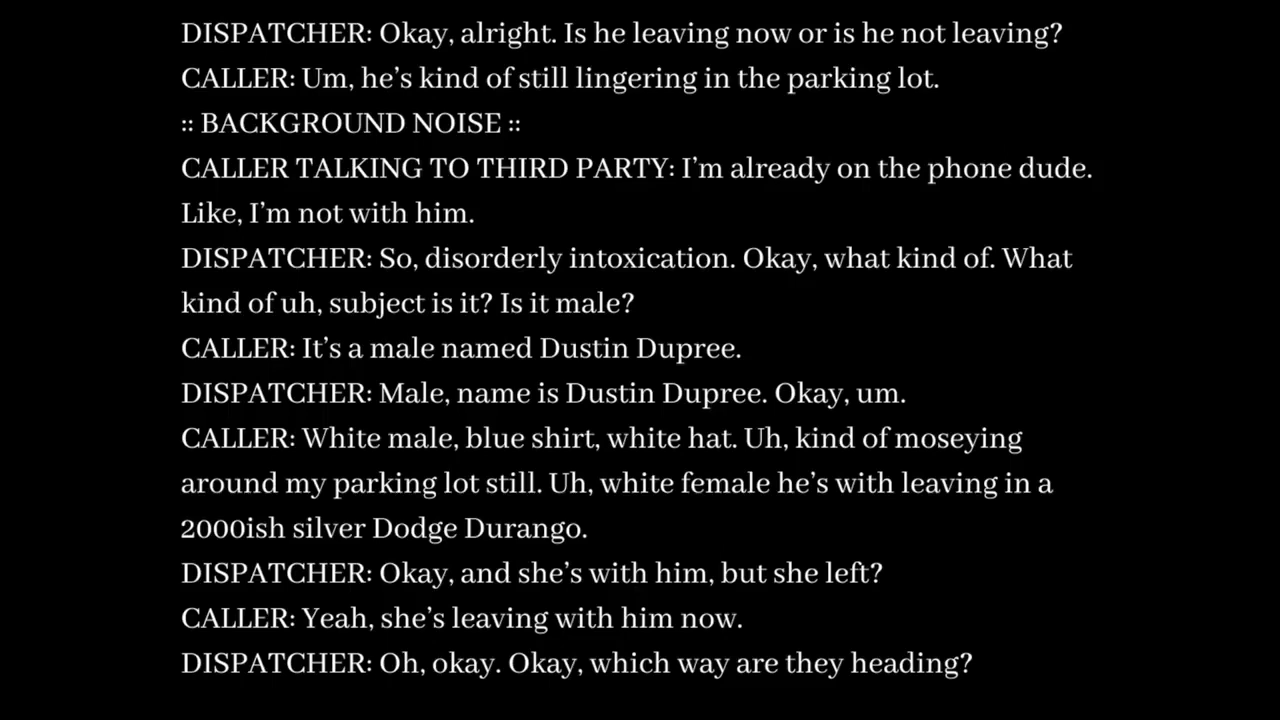 DISPATCHER: Okay, alright. Is he leaving now or is he not leaving?
CALLER: Um, he’s kind of still lingering in the parking lot.
:: BACKGROUND NOISE ::
CALLER TALKING TO THIRD PARTY: I’m already on the phone dude.
Like, I’m not with him.
DISPATCHER: So, disorderly intoxication. Okay, what kind of. What
kind of uh, subject is it? Is it male?
CALLER: It’s a male named Dustin Dupree.
DISPATCHER: Male, name is Dustin Dupree. Okay, um.
CALLER: White male, blue shirt, white hat. Uh, kind of moseying
around my parking lot still. Uh, white female he’s with leaving in a
2000ish silver Dodge Durango.
DISPATCHER: Okay, and she’s with him, but she left?
CALLER: Yeah, she’s leaving with him now.
DISPATCHER: Oh, okay. Okay, which way are they heading?